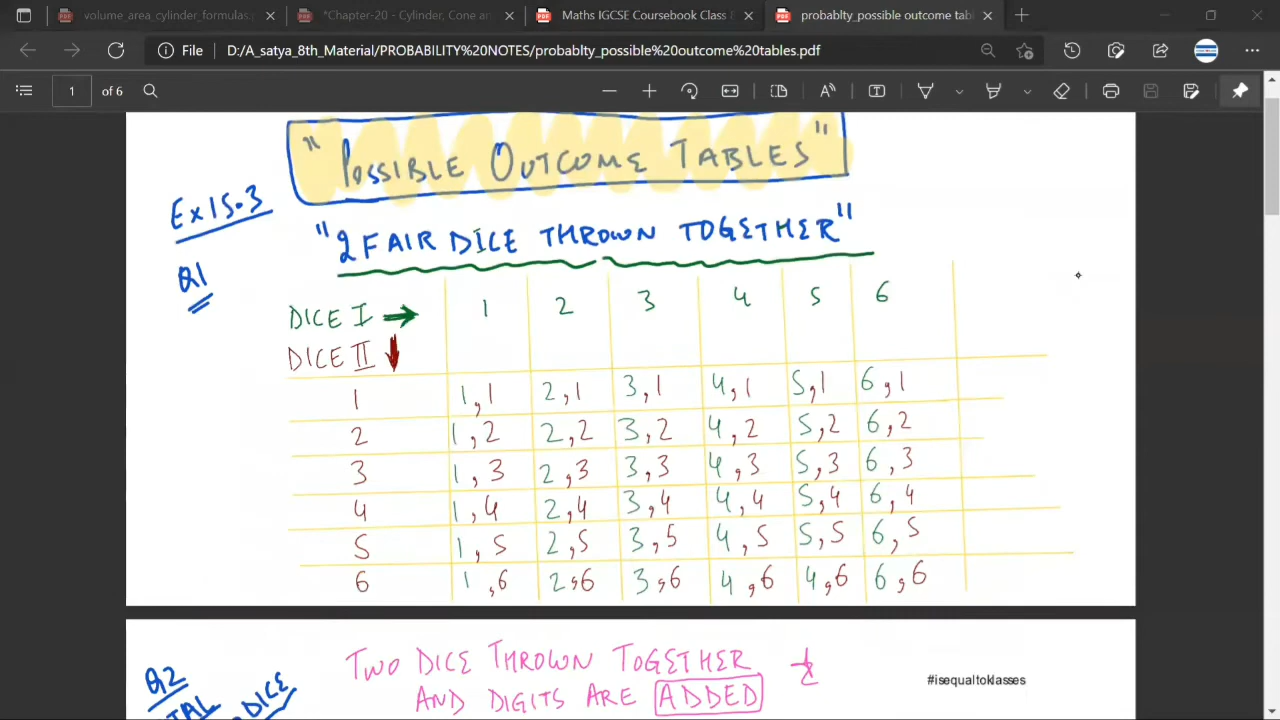 volume_area_cylinder_formulas.p
*Chapter-20 - Cylinder, Cone an
Maths IGCSE Coursebook Class 8
probablty_possible outcome tab
File D:/A_satya_8th_Material/PROBABILITY%20NOTES/probablty_possible%20outcome%20tables.pdf
1 of 6
"POSSIBLE OUTCOME TABLES"
Ex 15.3
"2 FAIR DICE THROWN TOGETHER"
Q1
DICE I → 1 2 3 4 5 6
DICE II ↓
1 1,1 2,1 3,1 4,1 5,1 6,1
2 1,2 2,2 3,2 4,2 5,2 6,2
3 1,3 2,3 3,3 4,3 5,3 6,3
4 1,4 2,4 3,4 4,4 5,4 6,4
5 1,5 2,5 3,5 4,5 5,5 6,5
6 1,6 2,6 3,6 4,6 4,6 6,6
Q2 TWO DICE THROWN TOGETHER
DICE AND DIGITS ARE ADDED
#isequaltoklasses